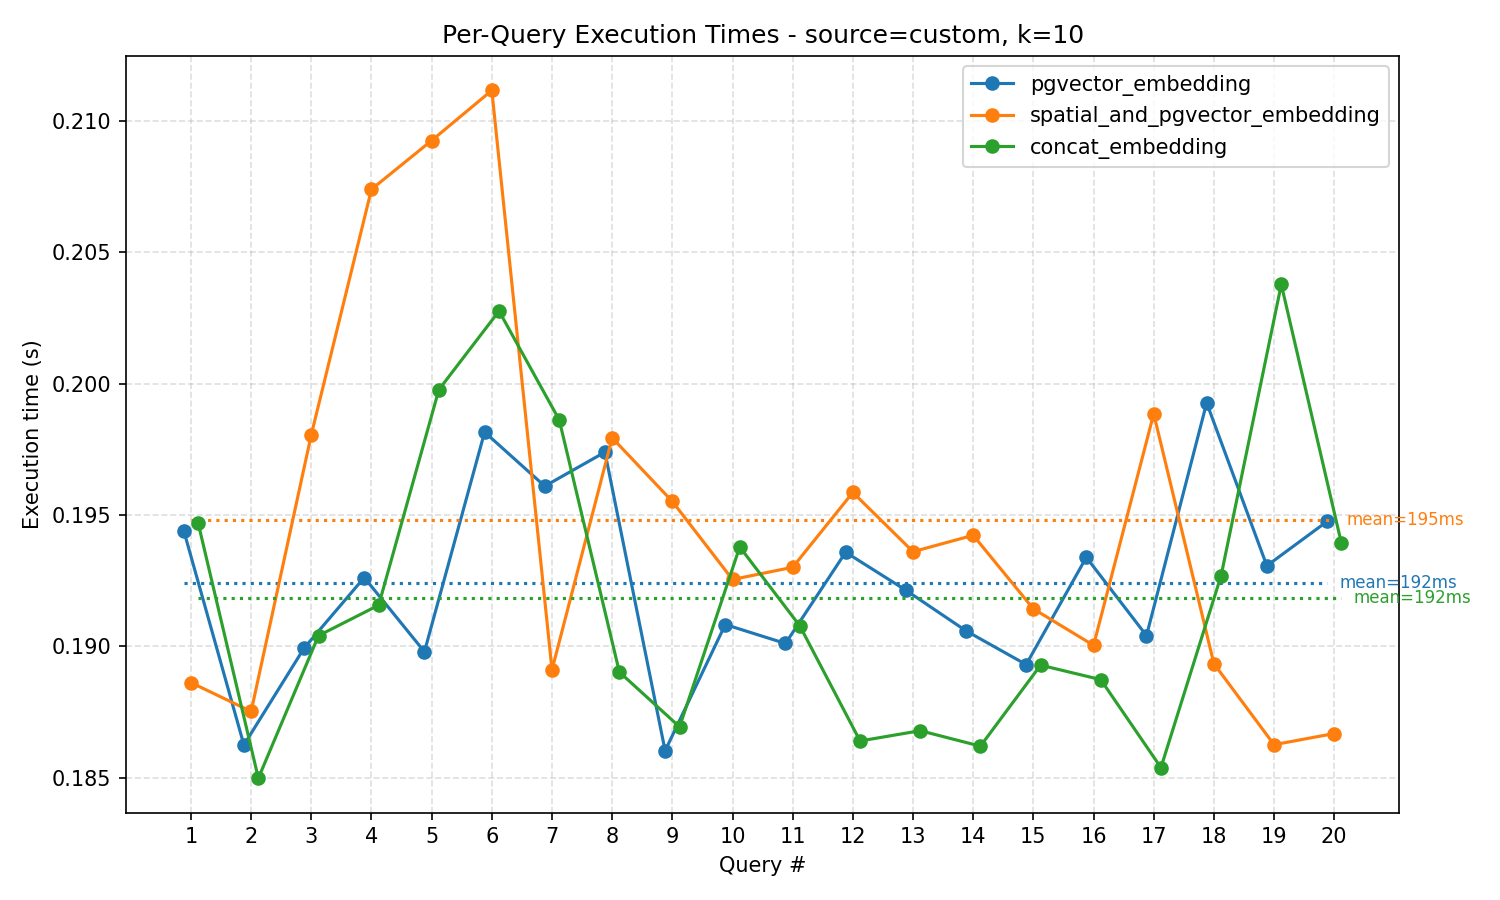 Per-Query Execution Times - source=custom, k=10
pgvector_embedding
spatial_and_pgvector_embedding
concat_embedding
0.210
0.205
0.200
0.195
0.190
0.185
Execution time (s)
mean=195ms
mean=192ms
mean=192ms
1 2 3 4 5 6 7 8 9 10 11 12 13 14 15 16 17 18 19 20
Query #